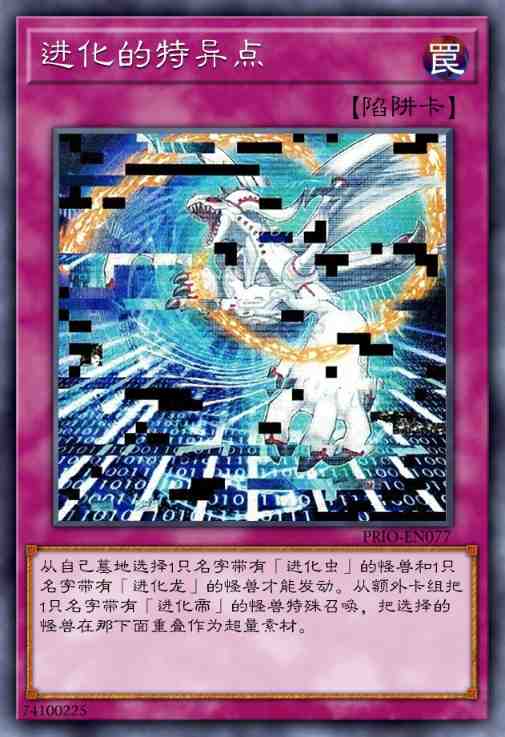 进化的特异点
罠
【陷阱卡】
PRIO-EN077
从自己墓地选择1只名字带有「进化虫」的怪兽和1只
名字带有「进化龙」的怪兽才能发动。从额外卡组把
1只名字带有「进化帝」的怪兽特殊召唤，把选择的
怪兽在那下面重叠作为超量素材。
74100225